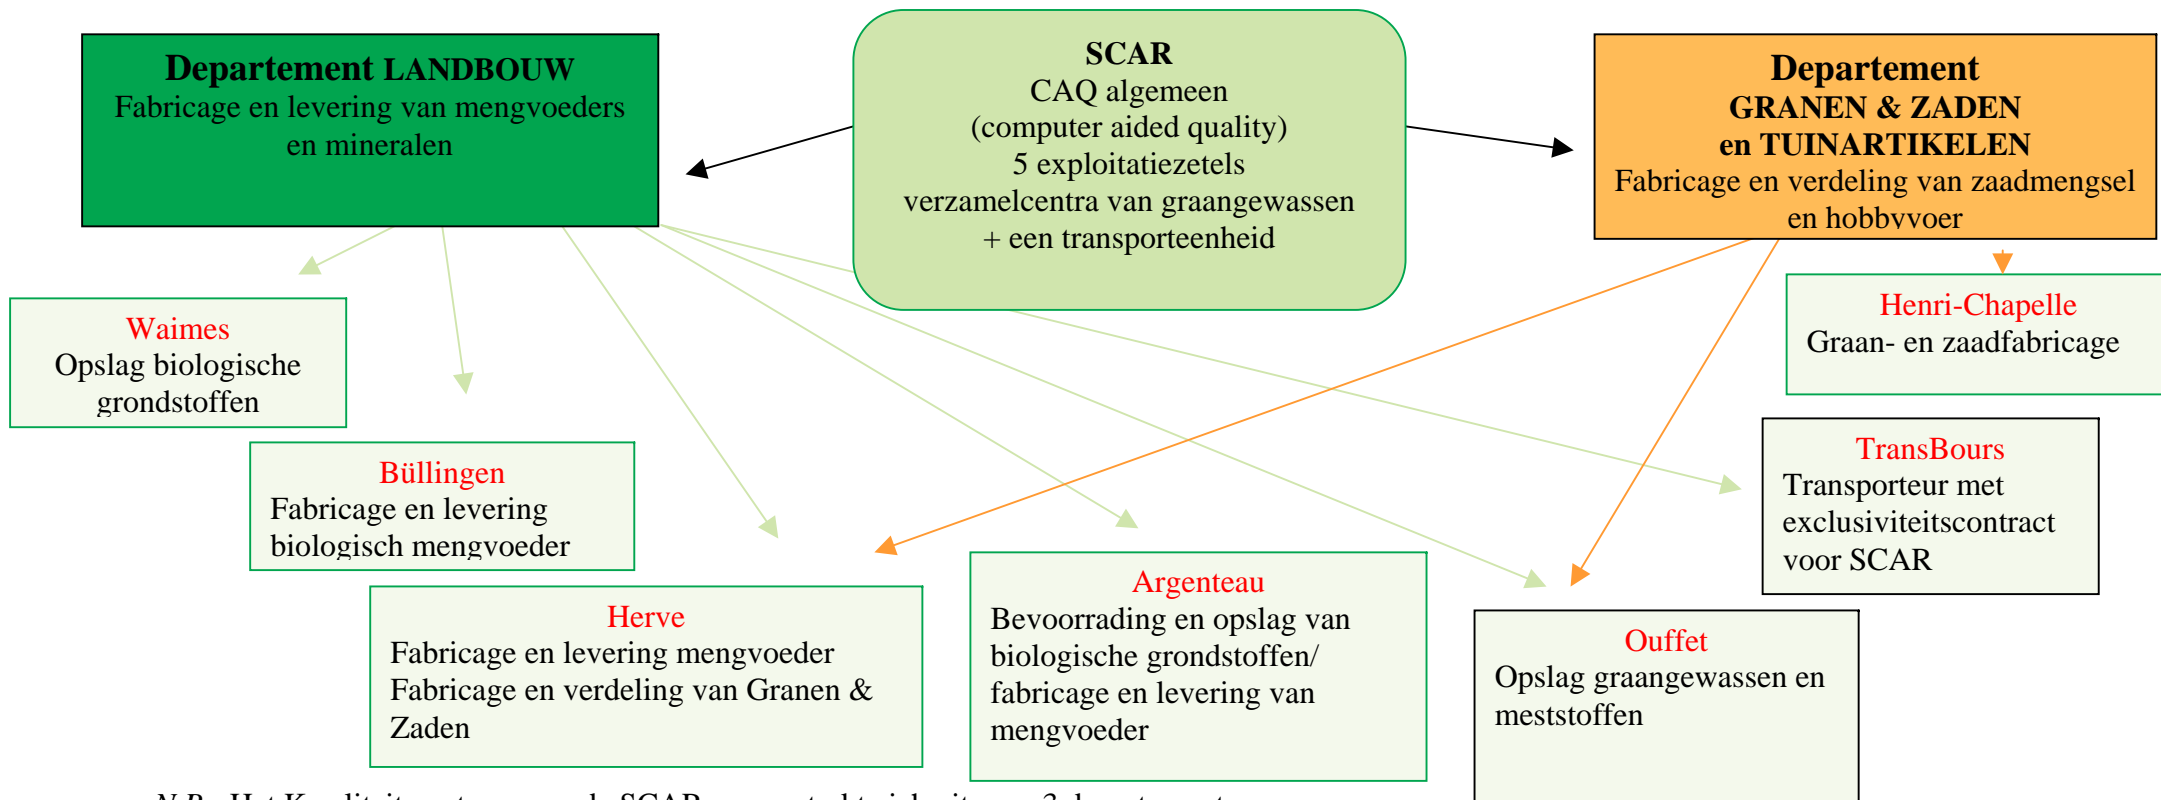 Departement LANDBOUW
Fabricage en levering van mengvoeders
en mineralen
SCAR
CAQ algemeen
(computer aided quality)
5 exploitatiezetels
verzamelcentra van graangewassen
+ een transporteenheid
Departement
GRANEN & ZADEN
en TUINARTIKELEN
Fabricage en verdeling van zaadmengsel
en hobbyvoer
Waimes
Opslag biologische
grondstoffen
Büllingen
Fabricage en levering
biologisch mengvoeder
Herve
Fabricage en levering mengvoeder
Fabricage en verdeling van Granen &
Zaden
Argenteau
Bevoorrading en opslag van
biologische grondstoffen/
fabricage en levering van
mengvoeder
Ouffet
Opslag graangewassen en
meststoffen
TransBours
Transporteur met
exclusiviteitscontract
voor SCAR
Henri-Chapelle
Graan- en zaadfabricage